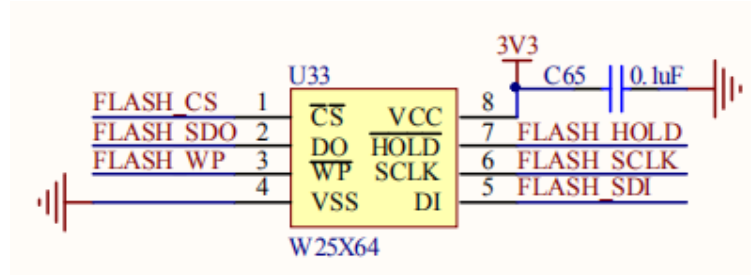 3V3
U33 C65 0.1uF
FLASH_CS 1 CS VCC 8
FLASH_SDO 2 DO HOLD 7 FLASH_HOLD
FLASH_WP 3 WP SCLK 6 FLASH_SCLK
4 VSS DI 5 FLASH_SDI
W25X64